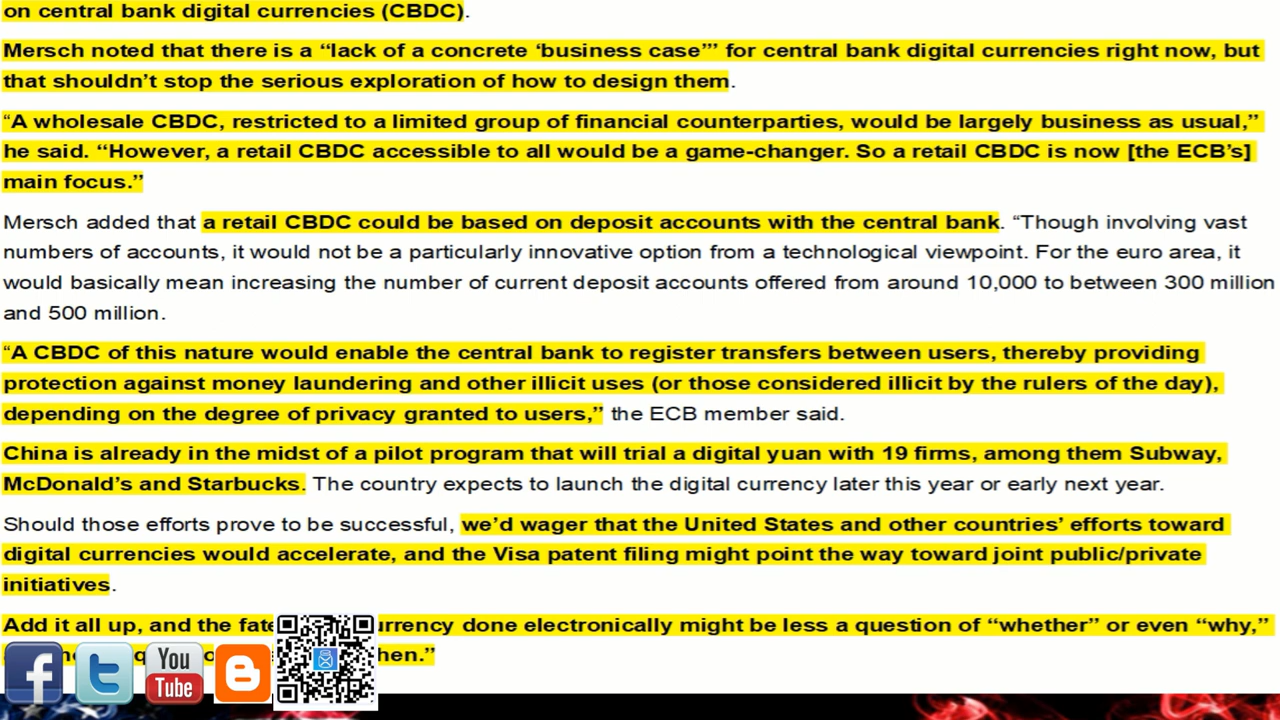 on central bank digital currencies (CBDC).
Mersch noted that there is a “lack of a concrete ‘business case’” for central bank digital currencies right now, but
that shouldn’t stop the serious exploration of how to design them.
“A wholesale CBDC, restricted to a limited group of financial counterparties, would be largely business as usual,”
he said. “However, a retail CBDC accessible to all would be a game-changer. So a retail CBDC is now [the ECB’s]
main focus.”
Mersch added that a retail CBDC could be based on deposit accounts with the central bank. “Though involving vast
numbers of accounts, it would not be a particularly innovative option from a technological viewpoint. For the euro area, it
would basically mean increasing the number of current deposit accounts offered from around 10,000 to between 300 million
and 500 million.
“A CBDC of this nature would enable the central bank to register transfers between users, thereby providing
protection against money laundering and other illicit uses (or those considered illicit by the rulers of the day),
depending on the degree of privacy granted to users,” the ECB member said.
China is already in the midst of a pilot program that will trial a digital yuan with 19 firms, among them Subway,
McDonald’s and Starbucks. The country expects to launch the digital currency later this year or early next year.
Should those efforts prove to be successful, we’d wager that the United States and other countries’ efforts toward
digital currencies would accelerate, and the Visa patent filing might point the way toward joint public/private
initiatives.
Add it all up, and the fate urrency done electronically might be less a question of “whether” or even “why,”
hen.”
You
Tube